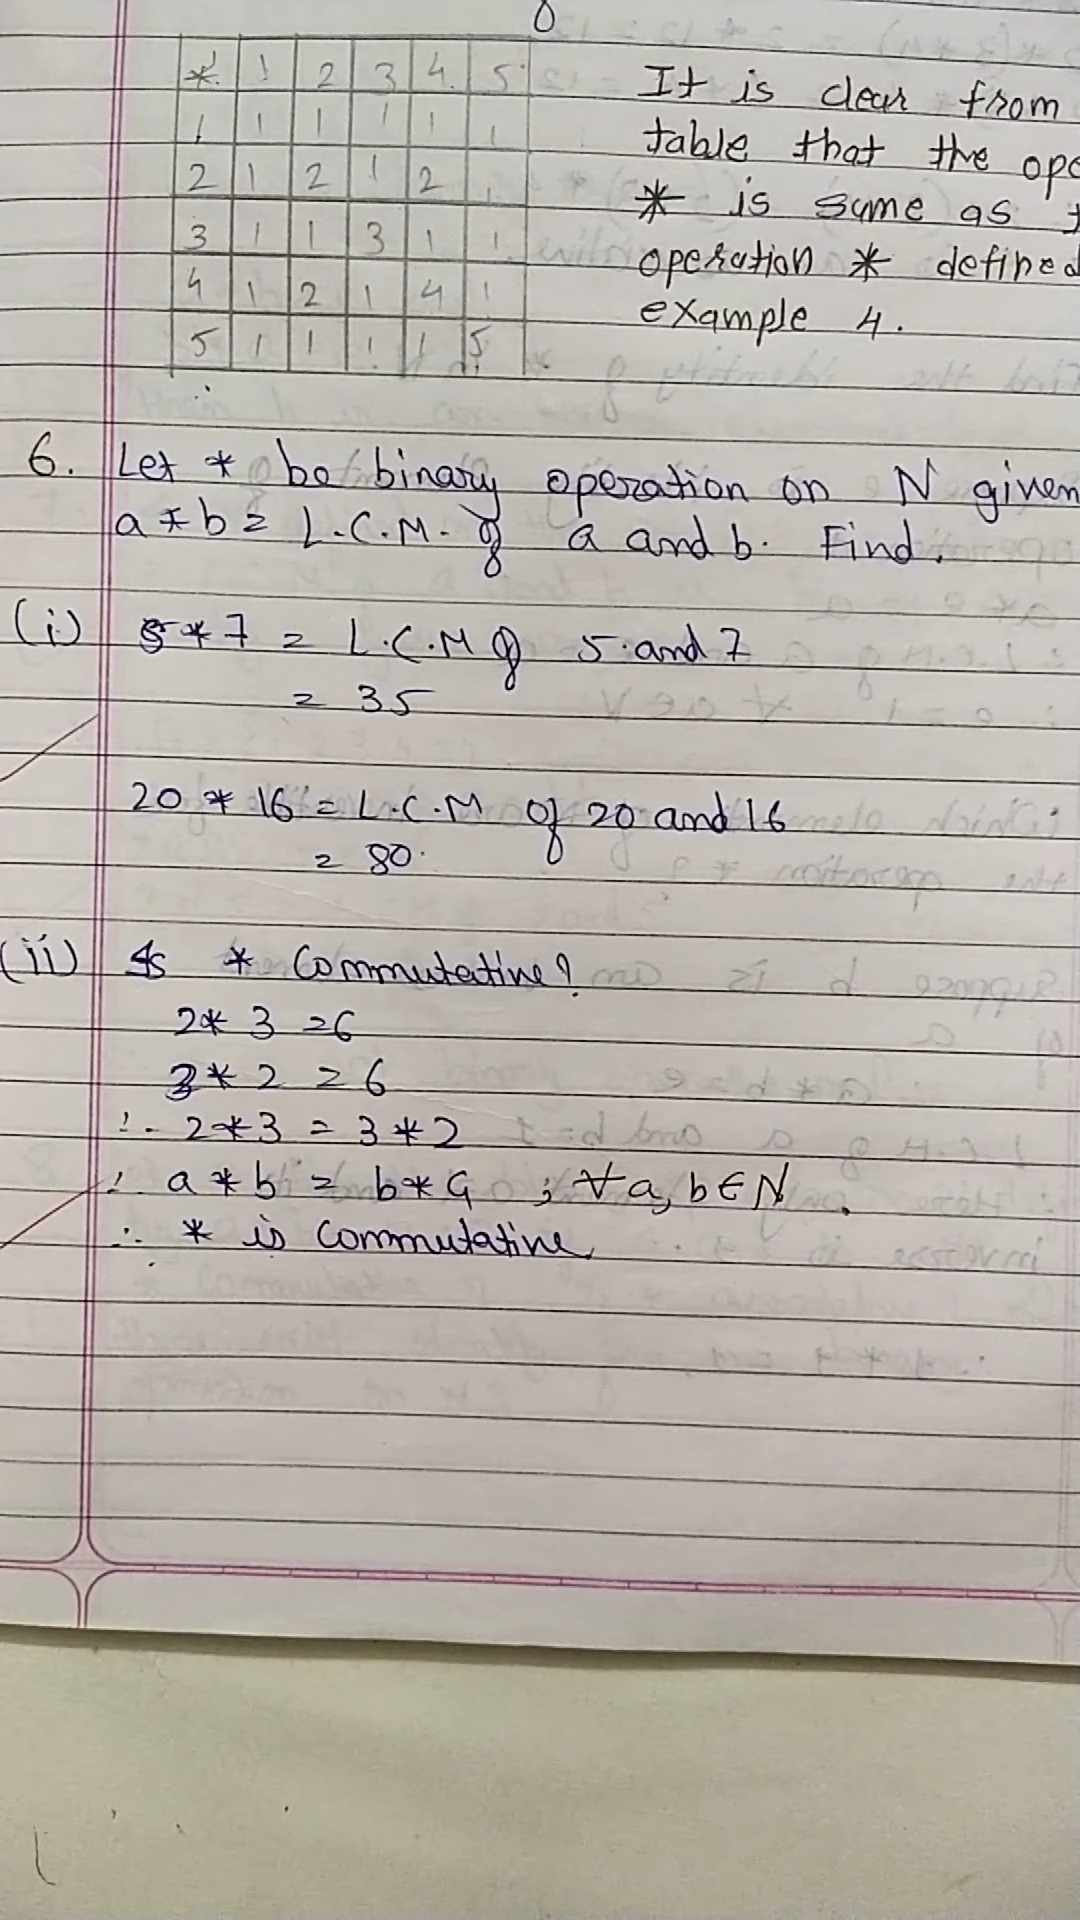 * 1 2 3 4 5
1 1 1 1 1 1
2 1 2 1 2 1
3 1 1 3 1 1
4 1 2 1 4 1
5 1 1 1 1 5
It is clear from
table that the ope
* is same as t
operation * defined
example 4.
6. Let * be binary operation on N given
a * b = L.C.M. of a and b. Find.
(i) 5 * 7 = L.C.M of 5 and 7
= 35
20 * 16 = L.C.M of 20 and 16
= 80.
(ii) Is * Commutative?
2 * 3 = 6
3 * 2 = 6
∴ 2 * 3 = 3 * 2
∴ a * b = b * a ; ∀ a, b ∈ N.
∴ * is commutative.